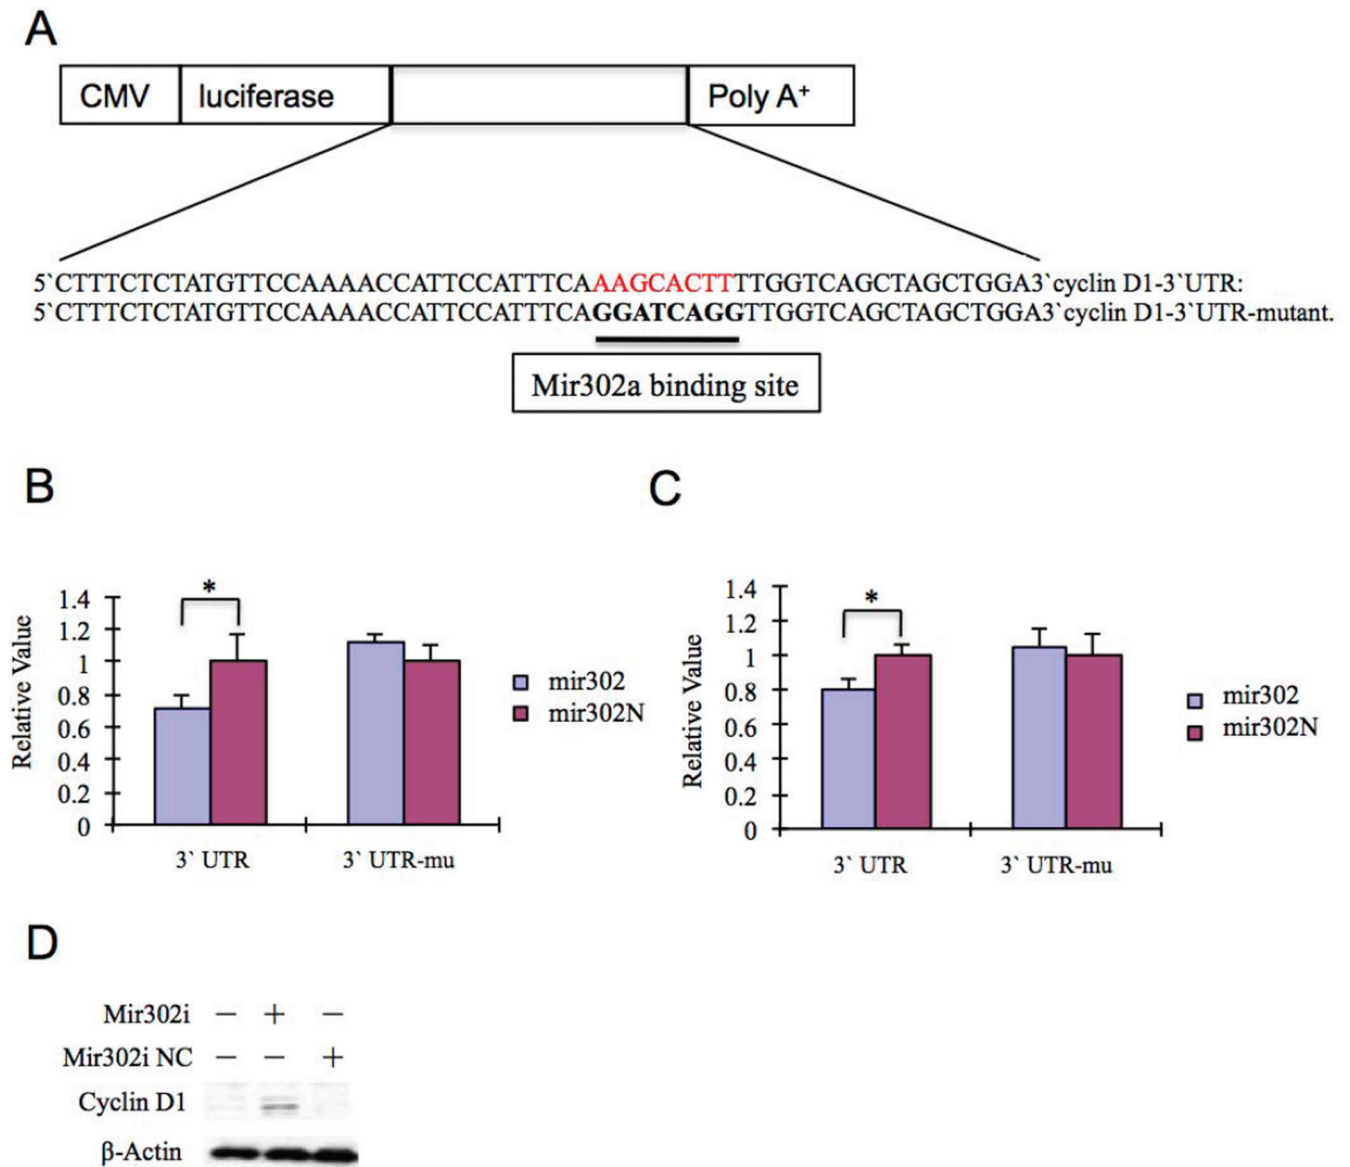 A
CMV luciferase Poly A⁺
5`CTTTCTCTATGTTCCAAAACCATTCCATTTCAAAGCACTTTTGGTCAGCTAGCTGGA3`cyclin D1-3`UTR:
5`CTTTCTCTATGTTCCAAAACCATTCCATTTCAGGATCAGGTTGGTCAGCTAGCTGGA3`cyclin D1-3`UTR-mutant.
Mir302a binding site
B
Relative Value
1.4
1.2
1
0.8
0.6
0.4
0.2
0
*
3` UTR 3` UTR-mu
mir302
mir302N
C
Relative Value
1.4
1.2
1
0.8
0.6
0.4
0.2
0
*
3` UTR 3` UTR-mu
mir302
mir302N
D
Mir302i − + −
Mir302i NC − − +
Cyclin D1
β-Actin